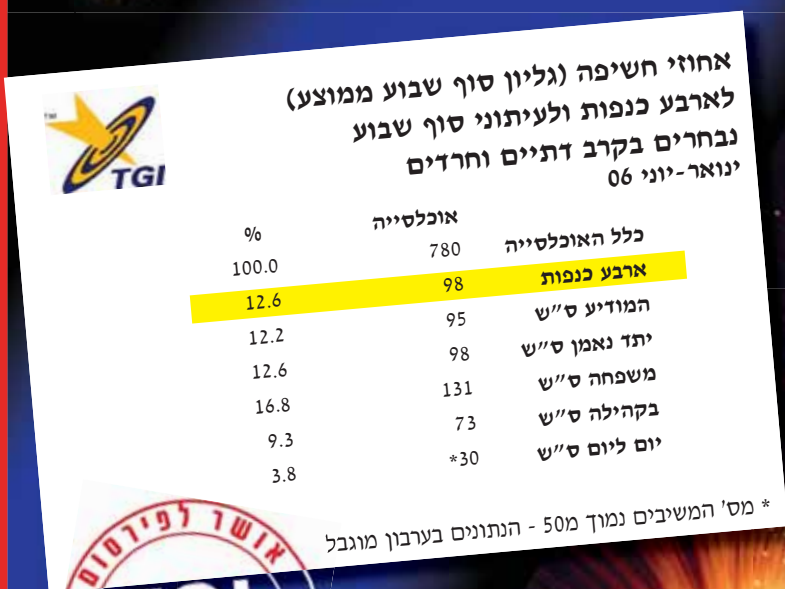 אחוזי חשיפה (גליון סוף שבוע ממוצע)
לארבע כנפות ולעיתוני סוף שבוע
נבחרים בקרב דתיים וחרדים
ינואר-יוני 06
TGI
אוכלסייה %
כלל האוכלוסייה 780 100.0
ארבע כנפות 98 12.6
המודיע ס״ש 95 12.2
יתד נאמן ס״ש 98 12.6
משפחה ס״ש 131 16.8
בקהילה ס״ש 73 9.3
יום ליום ס״ש 30* 3.8
* מס' המשיבים נמוך מ50 - הנתונים בערבון מוגבל
אושר לפירסום